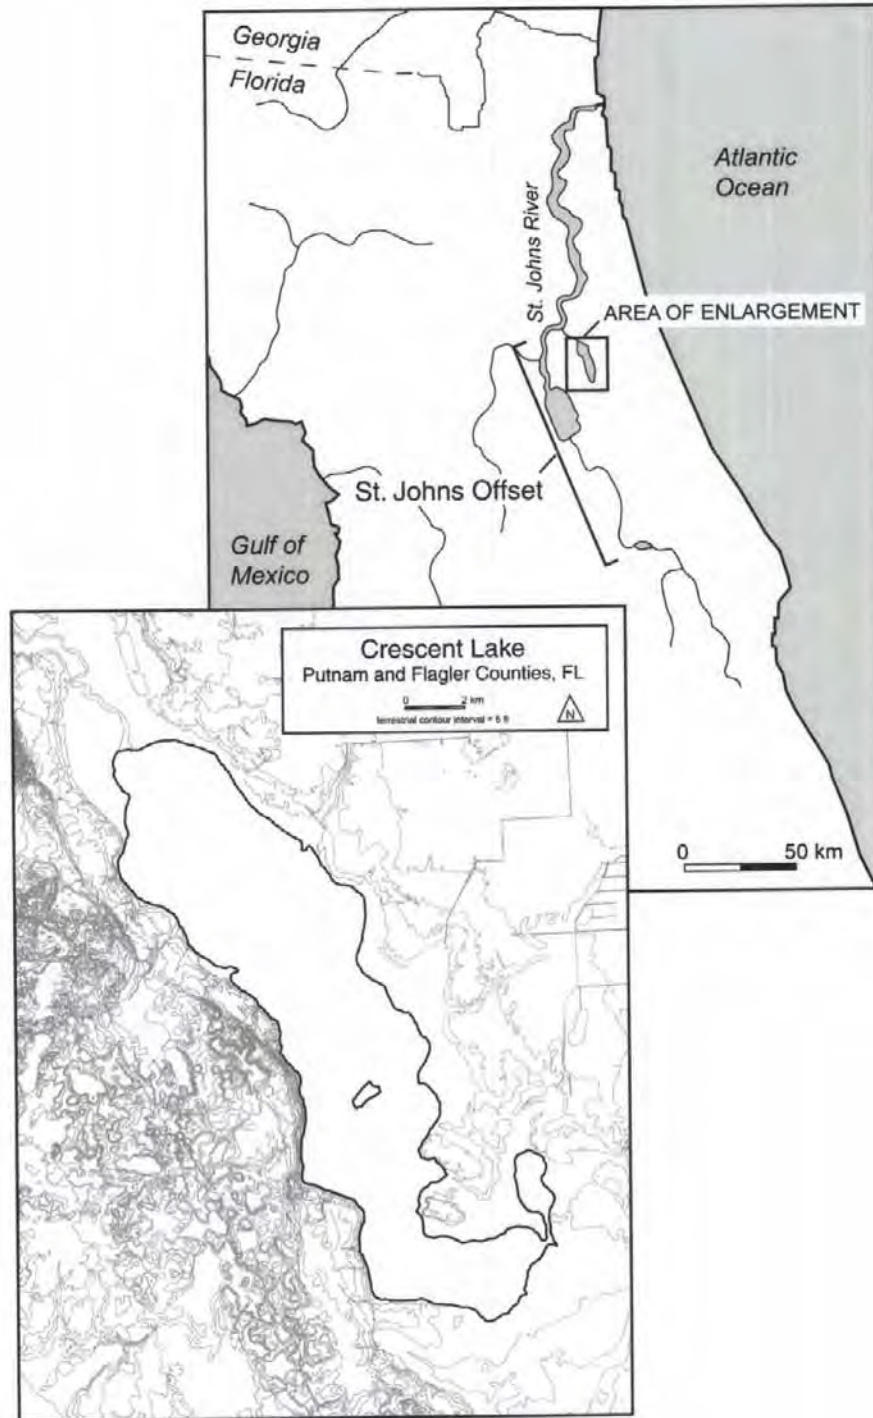 Georgia
Florida
Atlantic
Ocean
St. Johns River
AREA OF ENLARGEMENT
St. Johns Offset
Gulf of
Mexico
0 50 km
Crescent Lake
Putnam and Flagler Counties, FL
0 2 km
terrestrial contour interval = 5 ft
N